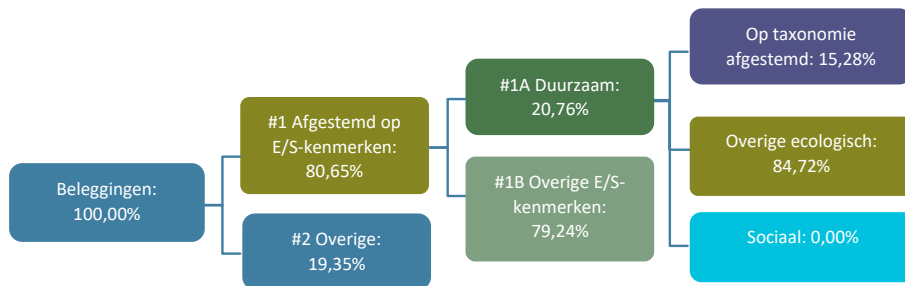 Beleggingen:
100,00%
#1 Afgestemd op
E/S-kenmerken:
80,65%
#2 Overige:
19,35%
#1A Duurzaam:
20,76%
#1B Overige E/S-
kenmerken:
79,24%
Op taxonomie
afgestemd: 15,28%
Overige ecologisch:
84,72%
Sociaal: 0,00%